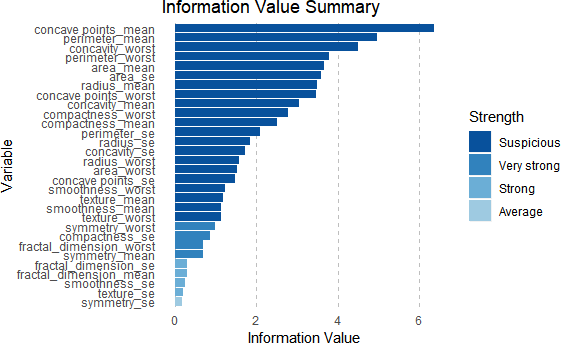 Information Value Summary
concave points_mean
perimeter_mean
concavity_worst
perimeter_worst
area_mean
area_se
radius_mean
concave points_worst
concavity_mean
compactness_worst
compactness_mean
perimeter_se
radius_se
concavity_se
radius_worst
area_worst
concave points_se
smoothness_worst
texture_mean
smoothness_mean
texture_worst
symmetry_worst
compactness_se
fractal_dimension_worst
symmetry_mean
fractal_dimension_se
fractal_dimension_mean
smoothness_se
texture_se
symmetry_se
Variable
0 2 4 6
Information Value
Strength
Suspicious
Very strong
Strong
Average